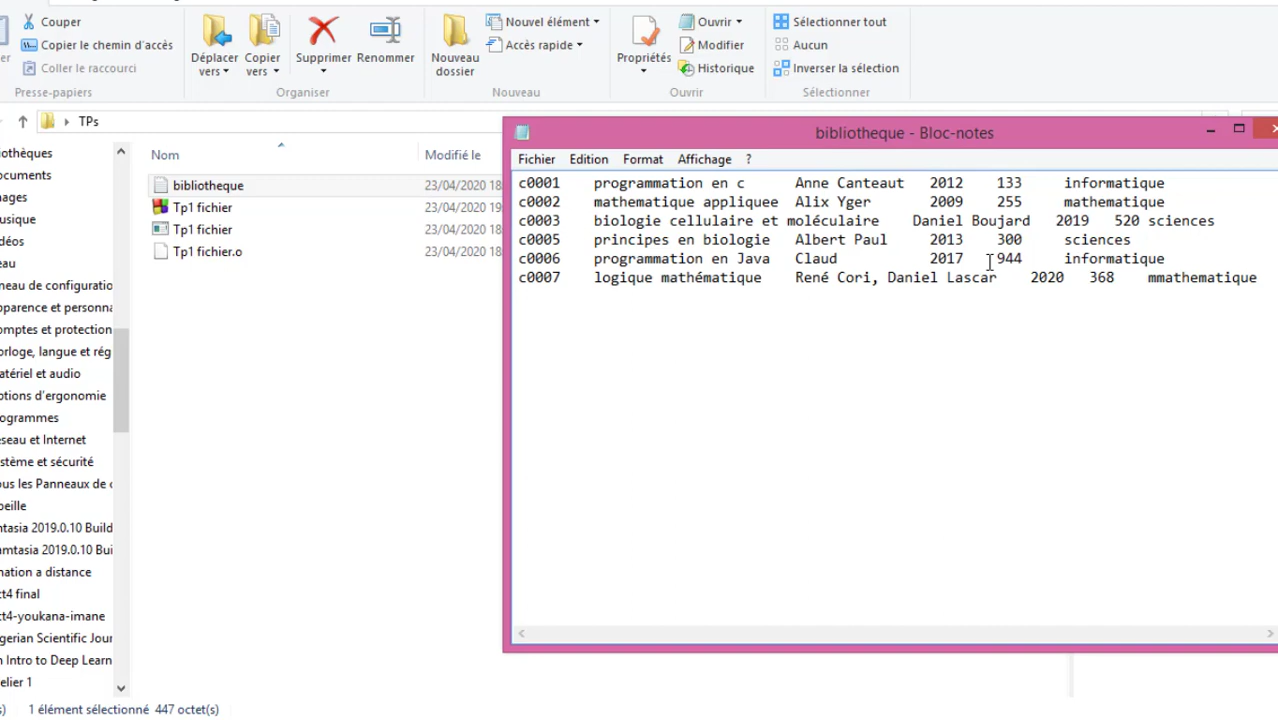 Couper
Copier le chemin d'accès
Coller le raccourci
Presse-papiers
Déplacer vers
Copier vers
Supprimer
Renommer
Organiser
Nouveau dossier
Nouvel élément
Accès rapide
Nouveau
Propriétés
Ouvrir
Modifier
Historique
Ouvrir
Sélectionner tout
Aucun
Inverser la sélection
Sélectionner
TPs
Nom
Modifié le
bibliotheque 23/04/2020 18
Tp1 fichier 23/04/2020 19
Tp1 fichier 23/04/2020 18
Tp1 fichier.o 23/04/2020 18
iothèques
ocuments
ages
usique
déos
eau
neau de configuratio
pparence et personna
omptes et protection
orloge, langue et rég
atériel et audio
ptions d'ergonomie
ogrammes
seau et Internet
stème et sécurité
ous les Panneaux de c
beille
ntasia 2019.0.10 Build
amtasia 2019.0.10 Bui
nation a distance
ct4 final
ct4-youkana-imane
gerian Scientific Jour
n Intro to Deep Learn
elier 1
1 élément sélectionné 447 octet(s)
bibliotheque - Bloc-notes
Fichier Edition Format Affichage ?
c0001 programmation en c Anne Canteaut 2012 133 informatique
c0002 mathematique appliquee Alix Yger 2009 255 mathematique
c0003 biologie cellulaire et moléculaire Daniel Boujard 2019 520 sciences
c0005 principes en biologie Albert Paul 2013 300 sciences
c0006 programmation en Java Claud 2017 944 informatique
c0007 logique mathématique René Cori, Daniel Lascar 2020 368 mmathematique